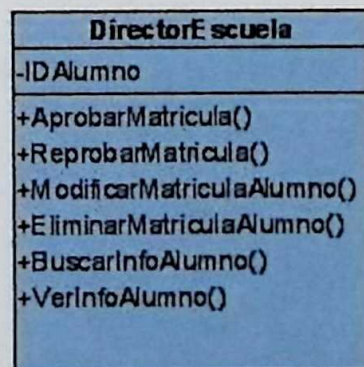 DirectorEscuela
-IDAlumno
+AprobarMatricula()
+ReprobarMatricula()
+ModificarMatriculaAlumno()
+EliminarMatriculaAlumno()
+BuscarInfoAlumno()
+VerInfoAlumno()